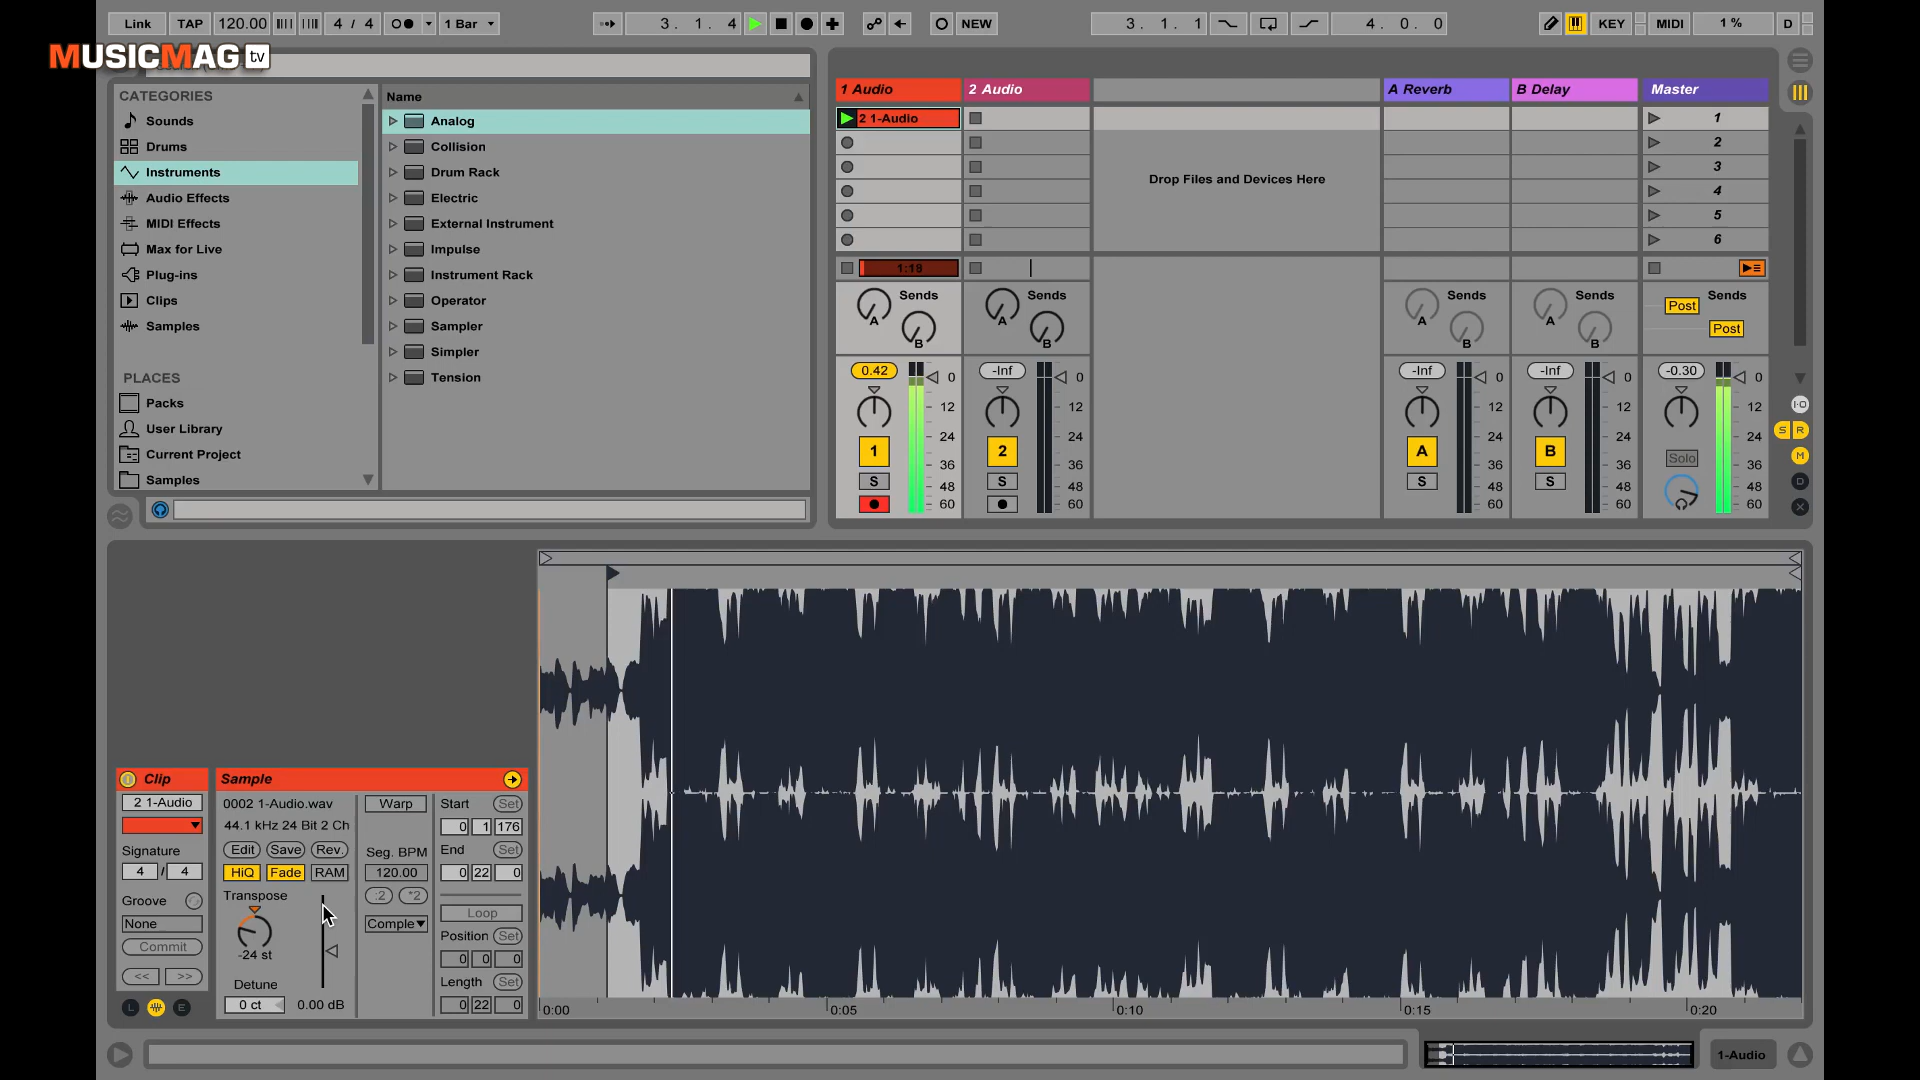 Link TAP 120.00 4 / 4 1 Bar 3. 1. 4 NEW 3. 1. 1 4. 0. 0 KEY MIDI 1 % D
MUSICMAG tv
CATEGORIES
Sounds
Drums
Instruments
Audio Effects
MIDI Effects
Max for Live
Plug-ins
Clips
Samples
PLACES
Packs
User Library
Current Project
Samples
Name
Analog
Collision
Drum Rack
Electric
External Instrument
Impulse
Instrument Rack
Operator
Sampler
Simpler
Tension
1 Audio 2 Audio A Reverb B Delay Master
2 1-Audio 1
2
Drop Files and Devices Here 3
4
5
6
1:18
Sends Sends Sends Sends Sends
A A A A Post
B B B B Post
0.42 -Inf -Inf -Inf -0.30
0 0 0 0 0
12 12 12 12 12
24 24 24 24 24
1 2 A B Solo
36 36 36 36 36
S S S S
48 48 48 48 48
60 60 60 60 60
I·O
S R
M
D
X
Clip
2 1-Audio
Signature
4 / 4
Groove
None
Commit
<< >>
L E
Sample
0002 1-Audio.wav
44.1 kHz 24 Bit 2 Ch
Edit Save Rev.
HiQ Fade RAM
Transpose
-24 st
Detune
0 ct 0.00 dB
Warp
Seg. BPM
120.00
:2 *2
Comple
Start Set
0 1 176
End Set
0 22 0
Loop
Position Set
0 0 0
Length Set
0 22 0
0:00 0:05 0:10 0:15 0:20
1-Audio